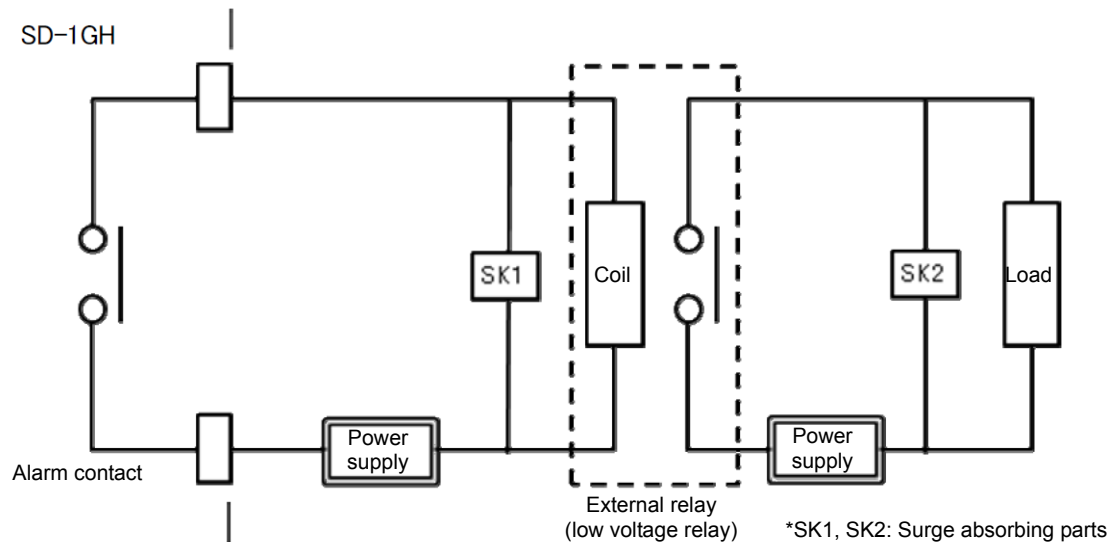 SD-1GH
SK1
Coil
SK2
Load
Power
supply
Power
supply
Alarm contact
External relay
(low voltage relay)
*SK1, SK2: Surge absorbing parts